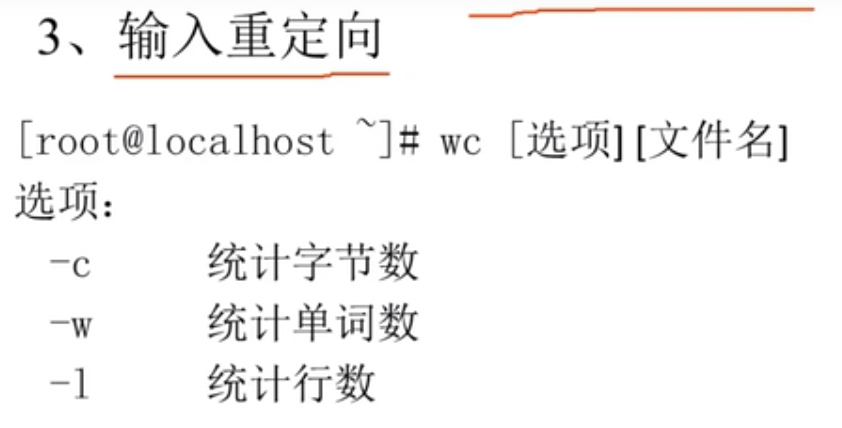 3、输入重定向
[root@localhost ~]# wc [选项][文件名]
选项：
-c 统计字节数
-w 统计单词数
-l 统计行数